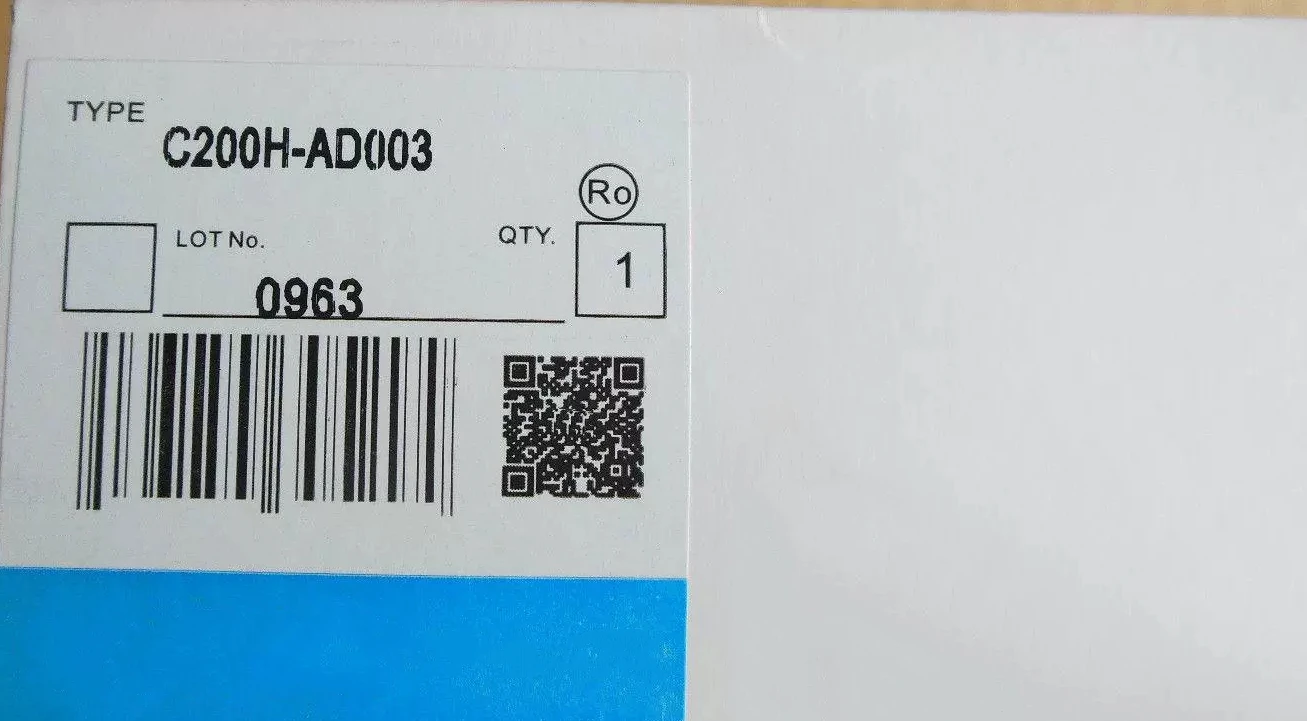 TYPE
C200H-AD003
Ro
LOT No.
QTY.
1
0963